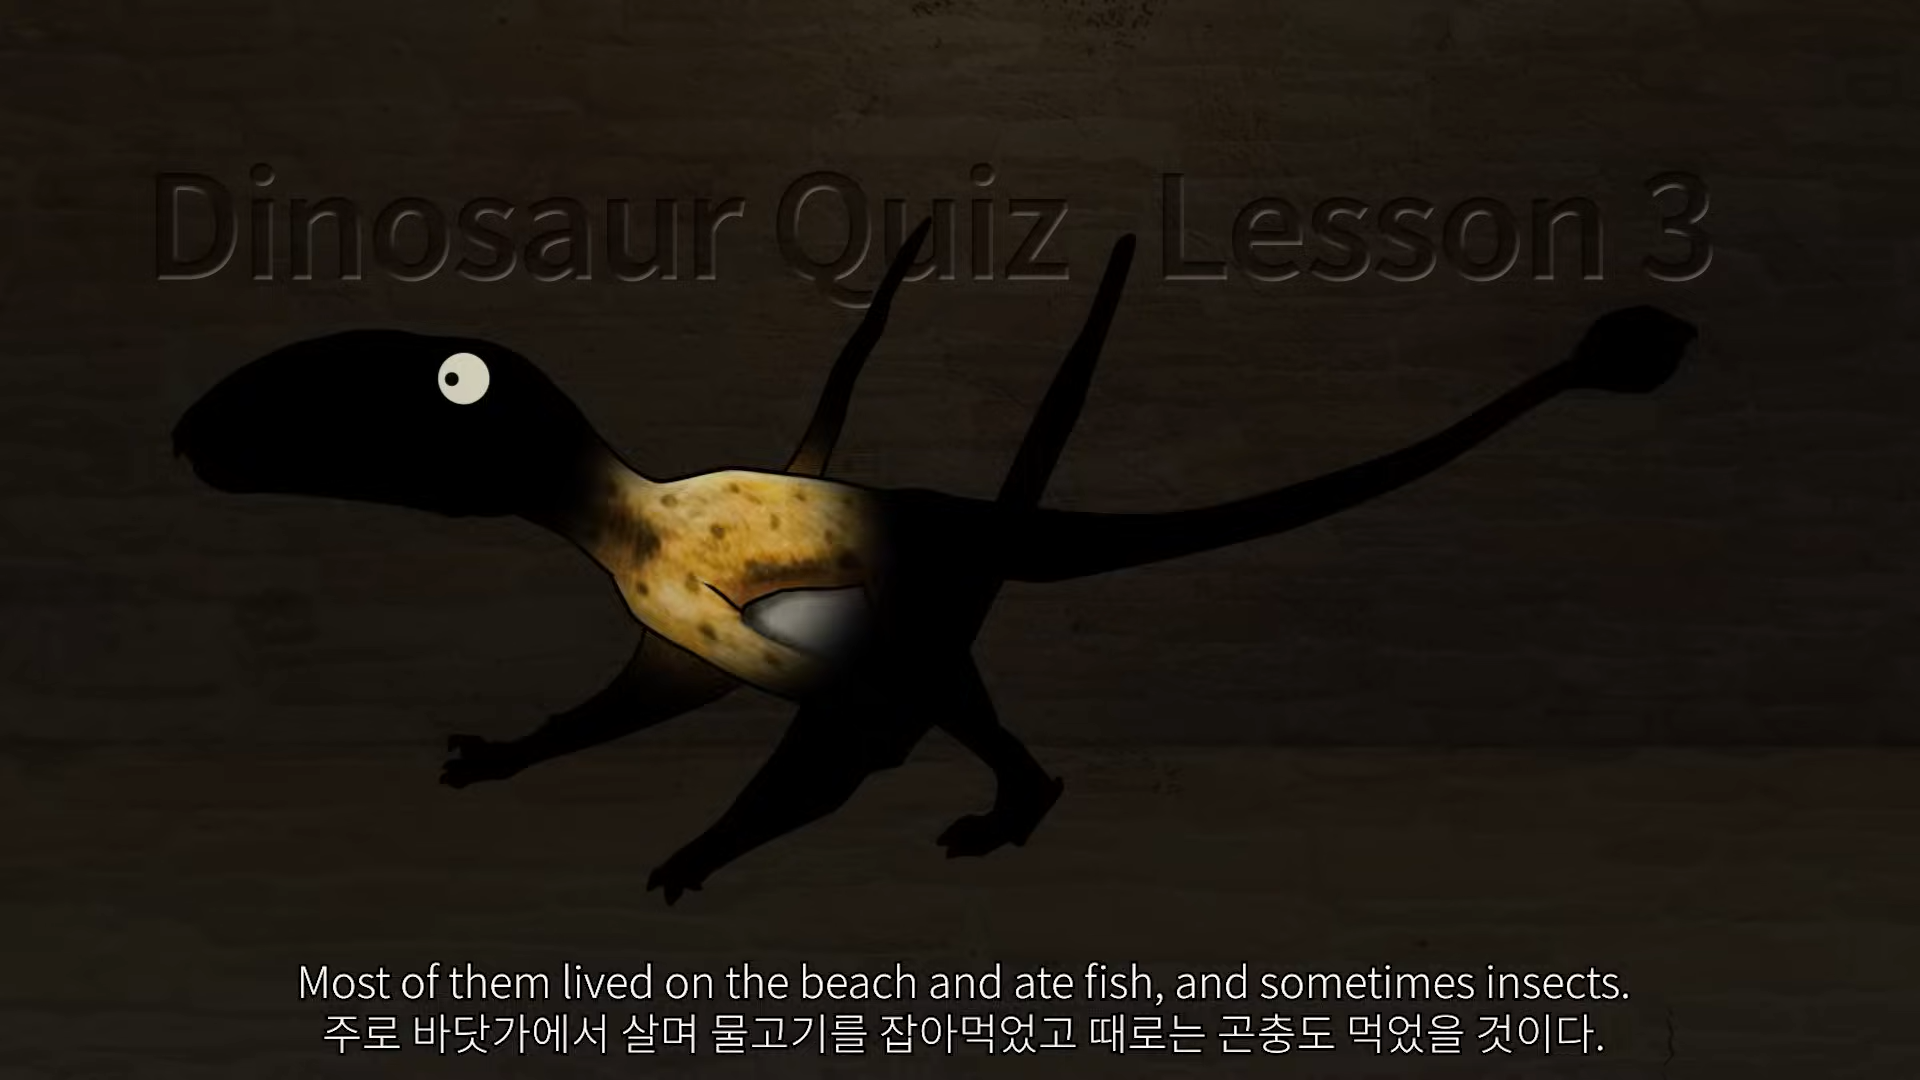 Dinosaur Quiz Lesson 3
Most of them lived on the beach and ate fish, and sometimes insects.
주로 바닷가에서 살며 물고기를 잡아먹었고 때로는 곤충도 먹었을 것이다.